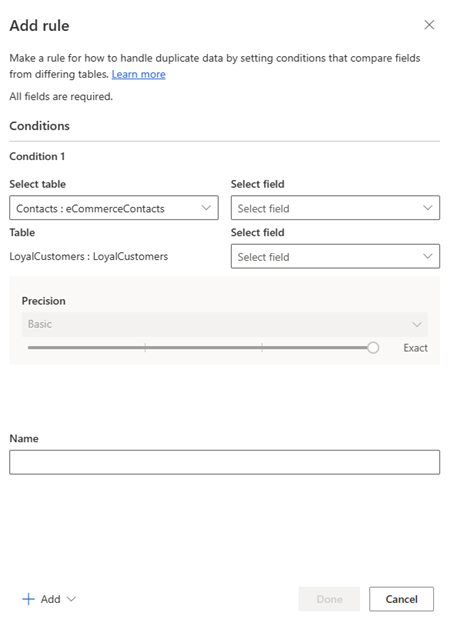 Add rule
Make a rule for how to handle duplicate data by setting conditions that compare fields
from differing tables. Learn more
All fields are required.
Conditions
Condition 1
Select table Select field
Contacts : eCommerceContacts Select field
Table Select field
LoyalCustomers : LoyalCustomers Select field
Precision
Basic
Exact
Name
Add Done Cancel